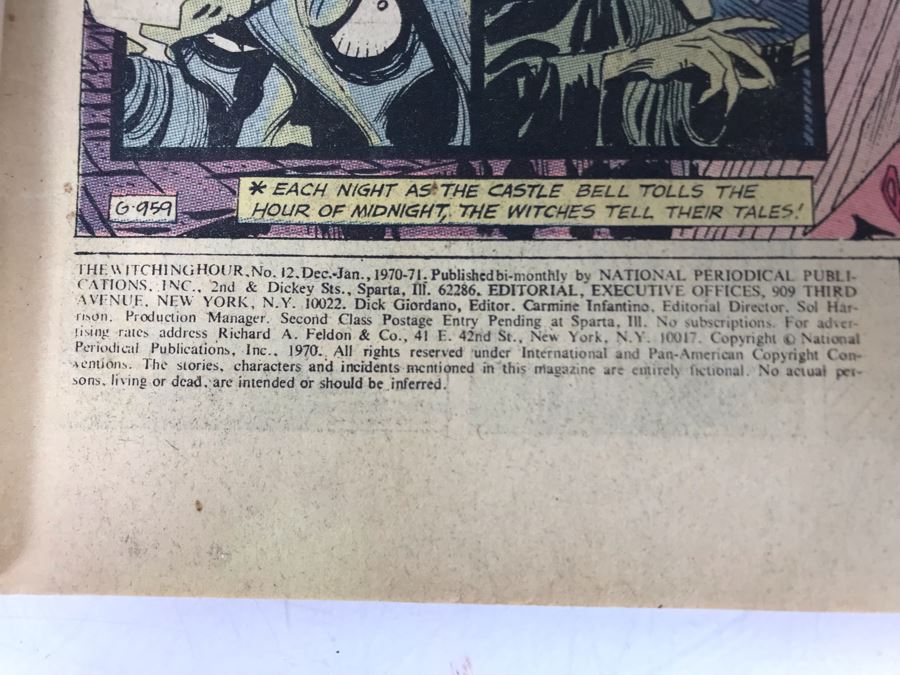 * EACH NIGHT AS THE CASTLE BELL TOLLS THE
HOUR OF MIDNIGHT, THE WITCHES TELL THEIR TALES!
G-959
THE WITCHING HOUR, No. 12, Dec.-Jan., 1970-71. Published bi-monthly by NATIONAL PERIODICAL PUBLI-
CATIONS, INC., 2nd & Dickey Sts., Sparta, Ill. 62286. EDITORIAL, EXECUTIVE OFFICES, 909 THIRD
AVENUE, NEW YORK, N.Y. 10022. Dick Giordano, Editor. Carmine Infantino, Editorial Director. Sol Har-
rison, Production Manager. Second Class Postage Entry Pending at Sparta, Ill. No subscriptions. For adver-
tising rates address Richard A. Feldon & Co., 41 E. 42nd St., New York, N.Y. 10017. Copyright © National
Periodical Publications, Inc., 1970. All rights reserved under International and Pan-American Copyright Con-
ventions. The stories, characters and incidents mentioned in this magazine are entirely fictional. No actual per-
sons, living or dead, are intended or should be inferred.